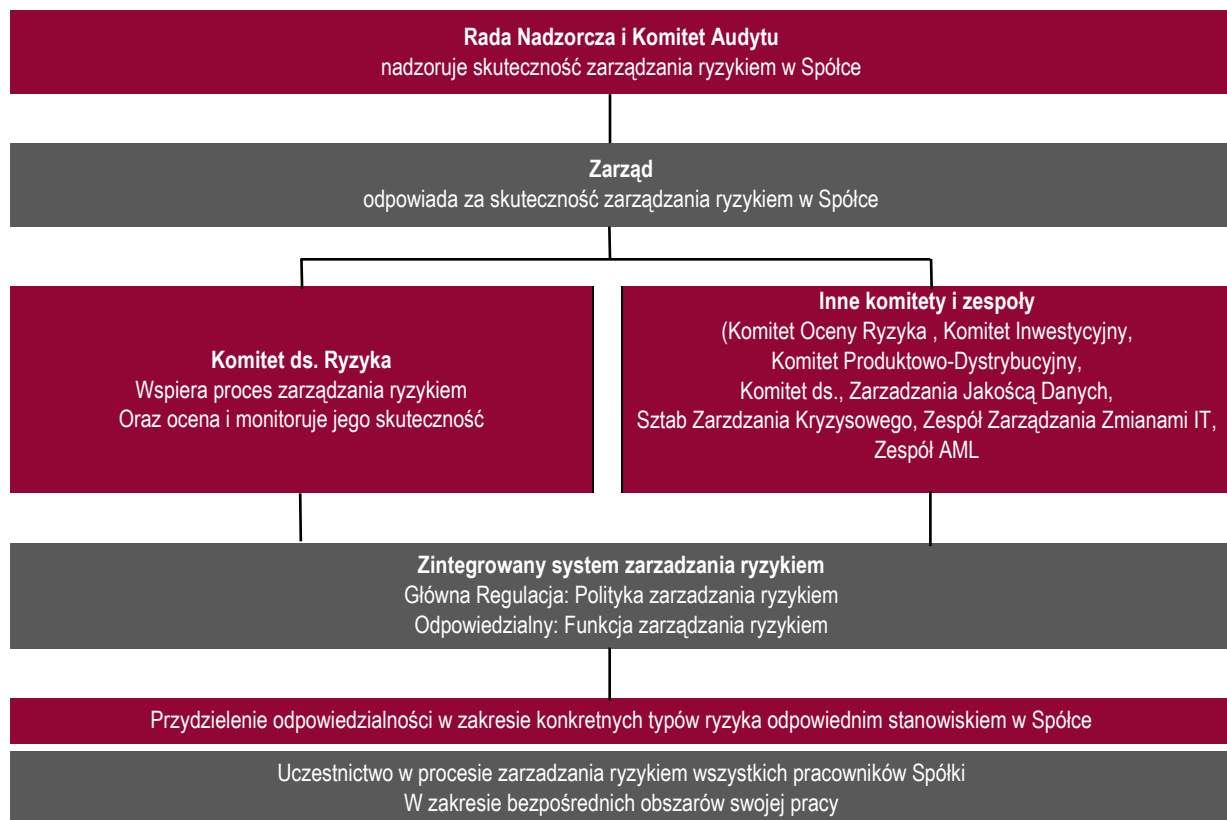 Rada Nadzorcza i Komitet Audytu
nadzoruje skuteczność zarządzania ryzykiem w Spółce
Zarząd
odpowiada za skuteczność zarządzania ryzykiem w Spółce
Komitet ds. Ryzyka
Wspiera proces zarządzania ryzykiem
Oraz ocena i monitoruje jego skuteczność
Inne komitety i zespoły
(Komitet Oceny Ryzyka , Komitet Inwestycyjny,
Komitet Produktowo-Dystrybucyjny,
Komitet ds., Zarzadzania Jakośćą Danych,
Sztab Zarzdzania Kryzysowego, Zespół Zarządzania Zmianami IT,
Zespół AML
Zintegrowany system zarzadzania ryzykiem
Główna Regulacja: Polityka zarzadzania ryzykiem
Odpowiedzialny: Funkcja zarządzania ryzykiem
Przydzielenie odpowiedzialności w zakresie konkretnych typów ryzyka odpowiednim stanowiskiem w Spółce
Uczestnictwo w procesie zarzadzania ryzykiem wszystkich pracowników Spółki
W zakresie bezpośrednich obszarów swojej pracy